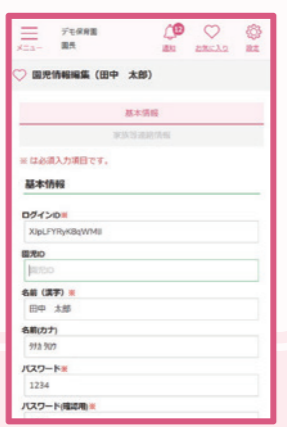 デモ保育園
園長
12
メニュー
通知
お気に入り
設定
園児情報編集（田中 太郎）
基本情報
家族等連絡情報
※は必須入力項目です。
基本情報
ログインID※
園児ID
園児ID
名前（漢字）※
田中 太郎
名前(カナ)
ﾀﾅｶ ﾀﾛｳ
パスワード※
1234
パスワード(確認用)※